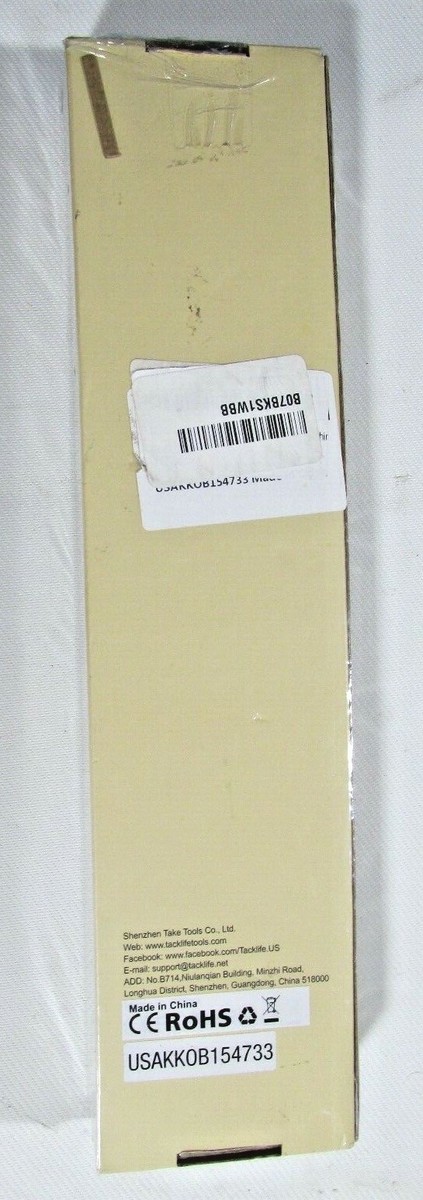 B07BKS1WBB
hir
USAKKOB154733 Made
Shenzhen Take Tools Co., Ltd.
Web: www.tacklifetools.com
Facebook: www.facebook.com/Tacklife.US
E-mail: support@tacklife.net
ADD: No.B714,Niulanqian Building, Minzhi Road,
Longhua District, Shenzhen, Guangdong, China 518000
Made in China
CE RoHS
USAKKOB154733